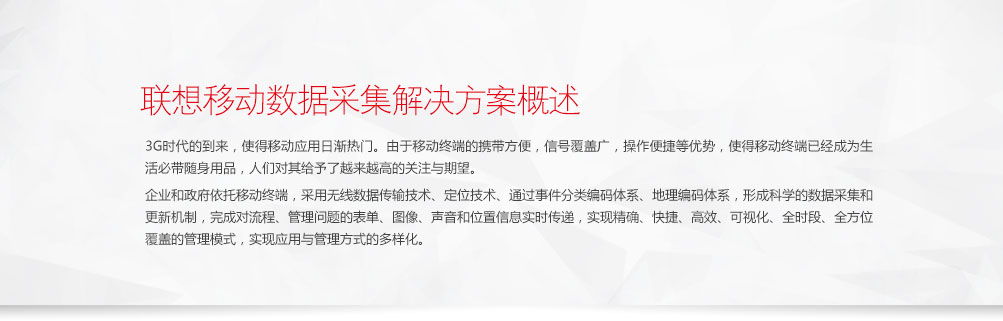 联想移动数据采集解决方案概述
3G时代的到来，使得移动应用日渐热门。由于移动终端的携带方便，信号覆盖广，操作便捷等优势，使得移动终端已经成为生
活必带随身用品，人们对其给予了越来越高的关注与期望。
企业和政府依托移动终端，采用无线数据传输技术、定位技术、通过事件分类编码体系、地理编码体系，形成科学的数据采集和
更新机制，完成对流程、管理问题的表单、图像、声音和位置信息实时传递，实现精确、快捷、高效、可视化、全时段、全方位
覆盖的管理模式，实现应用与管理方式的多样化。